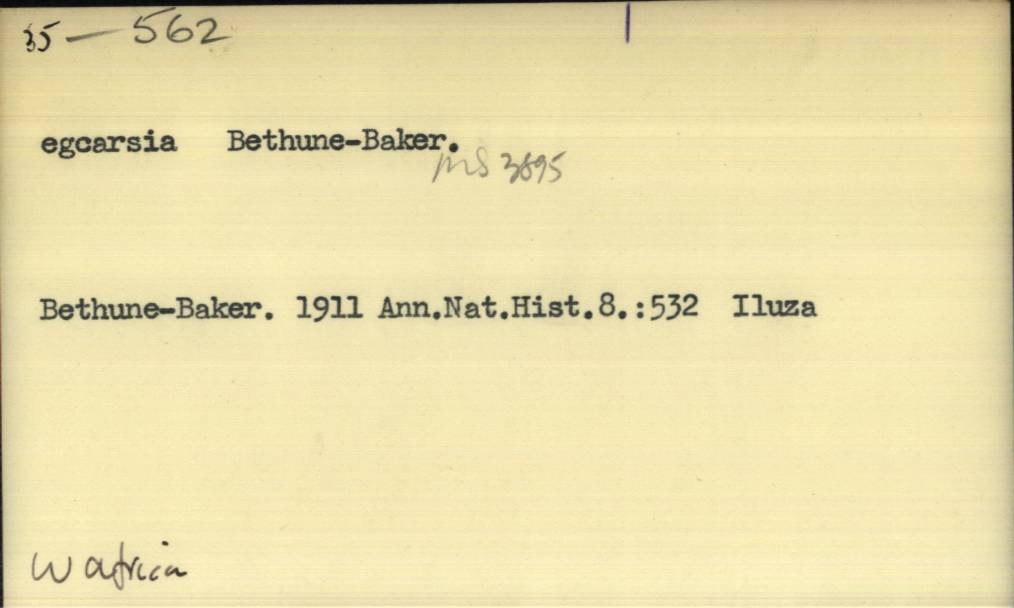 35 — 562
egcarsia Bethune-Baker.
MS 3895
Bethune-Baker. 1911 Ann.Nat.Hist.8.:532 Iluza
W Africa